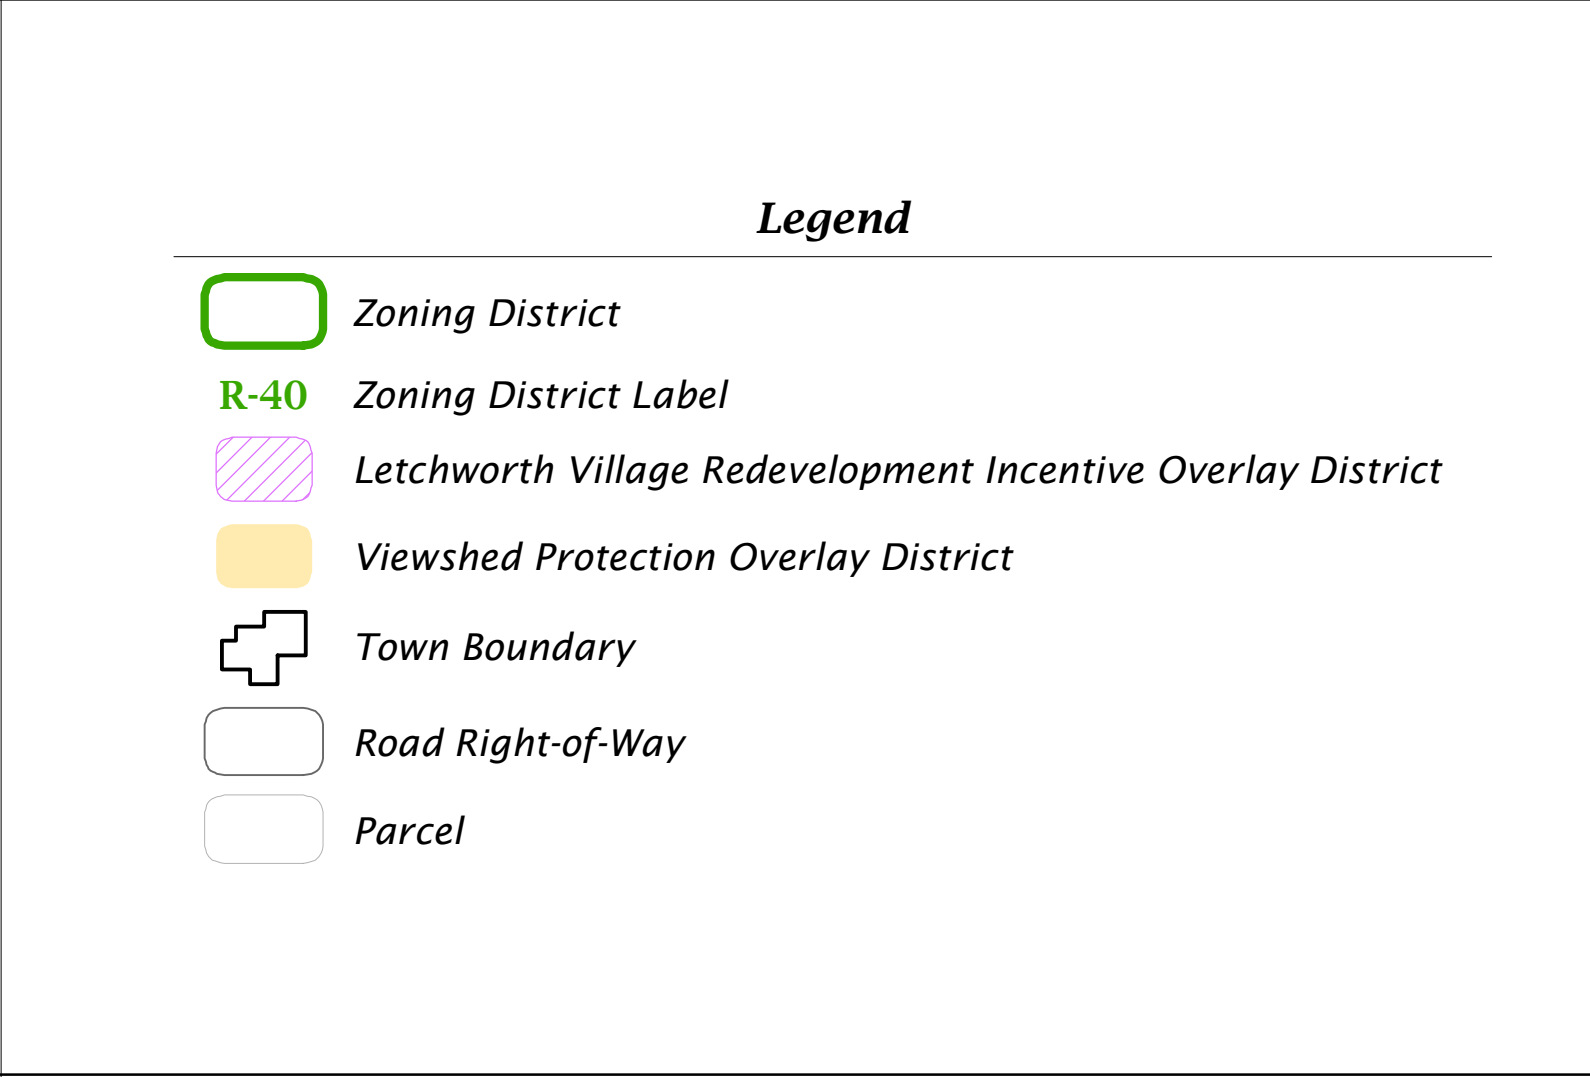 Legend
Zoning District
R-40 Zoning District Label
Letchworth Village Redevelopment Incentive Overlay District
Viewshed Protection Overlay District
Town Boundary
Road Right-of-Way
Parcel